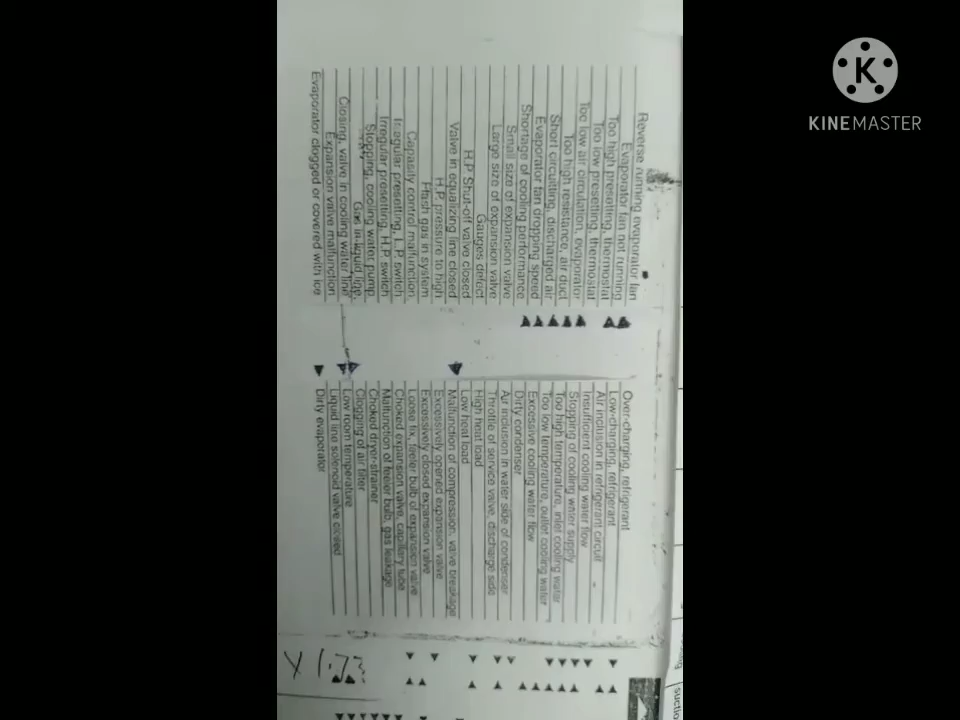 K
KINEMASTER
Reverse running evaporator fan
Evaporator fan not running
Too high presetting, thermostat
Too low presetting, thermostat
Too low air circulation, evaporator
Too high resistance, air duct
Short circuitting, discharged air
Evaporator fan dropping speed
Shortage of cooling performance
Small size of expansion valve
Large size of expansion valve
Gauges defect
H.P. Shut-off valve closed
Valve in equalizing line closed
H.P. pressure to high
Flash gas in system
Capasity control malfunction
Irregular presetting, L.P. switch
Irregular presetting, H.P. switch
Stopping, cooling water pump
Gas in liquid line
Closing, valve in cooling water line
Expansion valve malfunction
Evaporator clogged or covered with ice
Over-charging, refrigerant
Low-charging, refrigerant
Air inclusion in refrigerant circuit
Insufficient cooling water flow
Stopping of cooling water supply
Too high temperature, inlet cooling water
Too low temperature, outlet cooling water
Excessive cooling water flow
Dirty condenser
Air inclusion in water side of condenser
Throttle of service valve, discharge side
High heat load
Low heat load
Malfunction of compression, valve breakage
Excessively opened expansion valve
Excessively closed expansion valve
Loose fix, feeler bulb of expansion valve
Choked expansion valve, capillary tube
Malfunction of feeler bulb, gas leakage
Choked dryer-strainer
Clogging of air filter
Low room temperature
Liquid line solenoid valve closed
Dirty evaporator